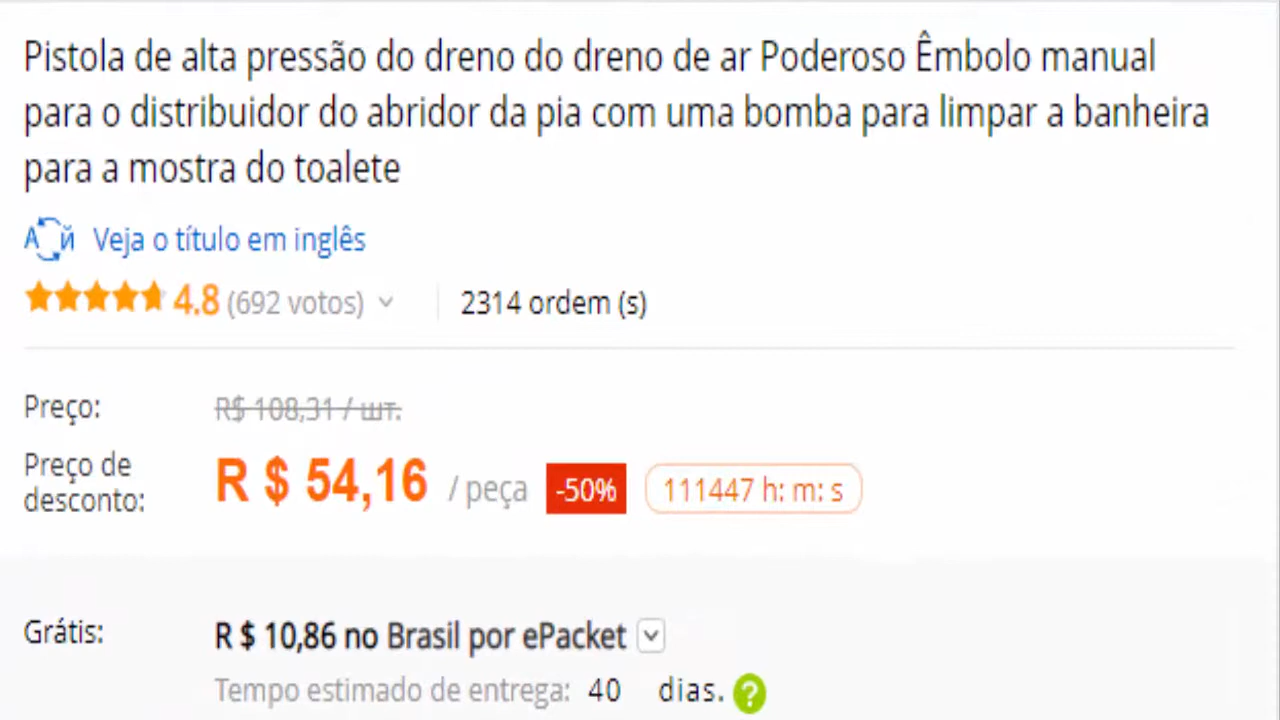 Pistola de alta pressão do dreno do dreno de ar Poderoso Êmbolo manual
para o distribuidor do abridor da pia com uma bomba para limpar a banheira
para a mostra do toalete
A Й Veja o título em inglês
4.8 (692 votos) 2314 ordem (s)
Preço: R$ 108,31 / шт.
Preço de
desconto: R $ 54,16 / peça -50% 111447 h: m: s
Grátis: R $ 10,86 no Brasil por ePacket
Tempo estimado de entrega: 40 dias. ?